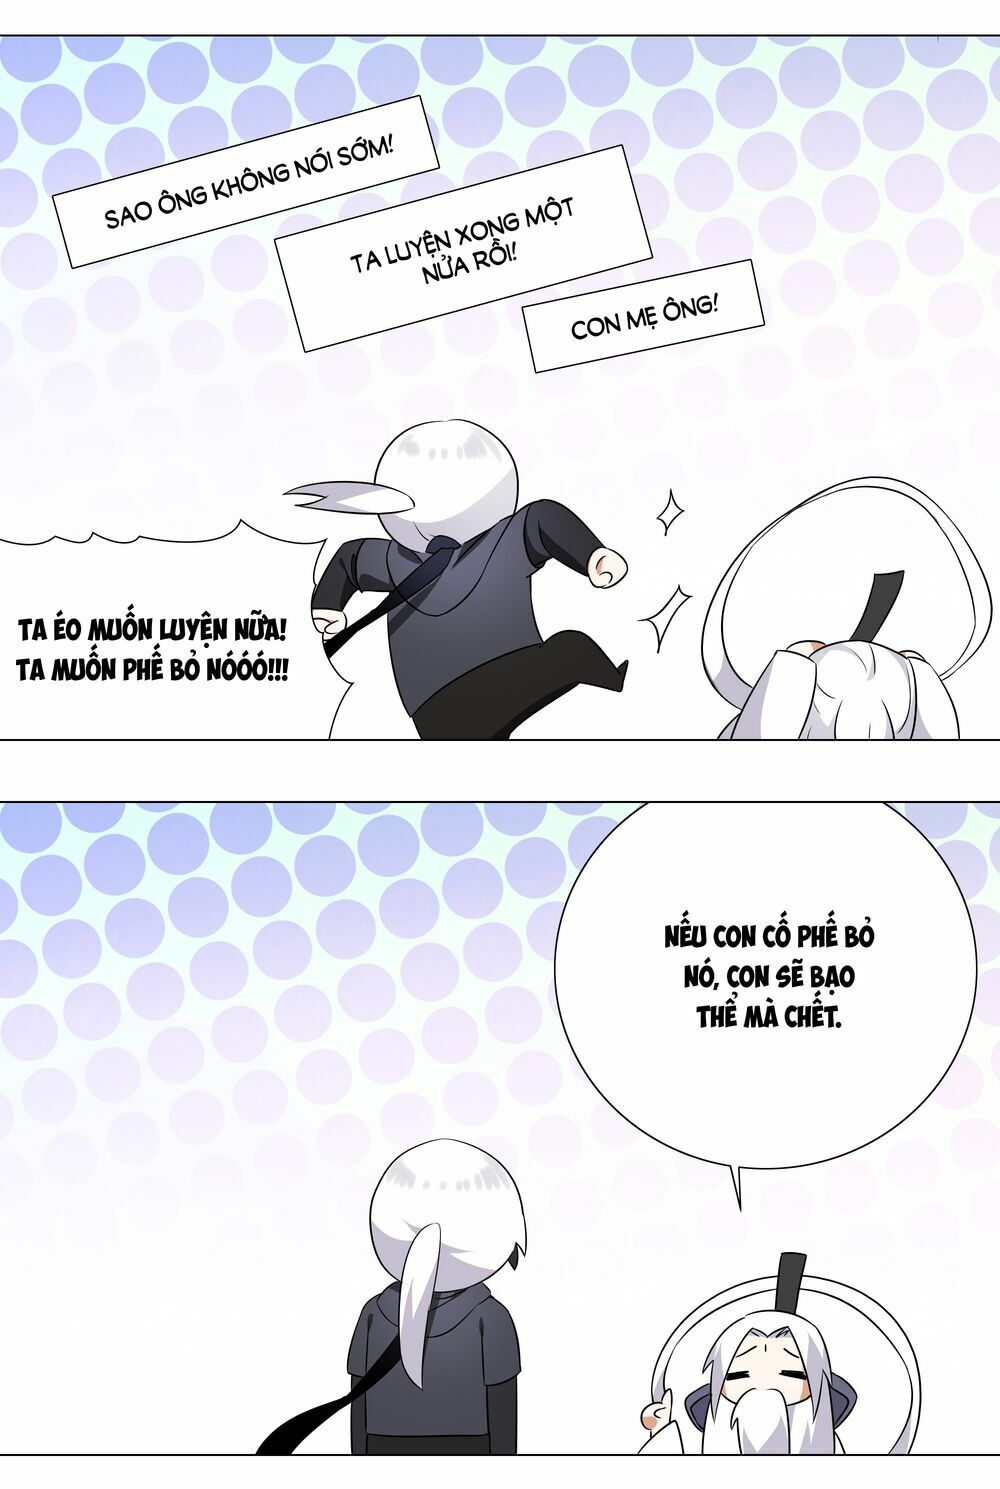 SAO ÔNG KHÔNG NÓI SỚM!
TA LUYỆN XONG MỘT
NỬA RỒI!
CON MẸ ÔNG!
TA ÉO MUỐN LUYỆN NỮA!
TA MUỐN PHẾ BỎ NÓÓÓ!!!
NẾU CON CỐ PHẾ BỎ
NÓ, CON SẼ BẠO
THỂ MÀ CHẾT.